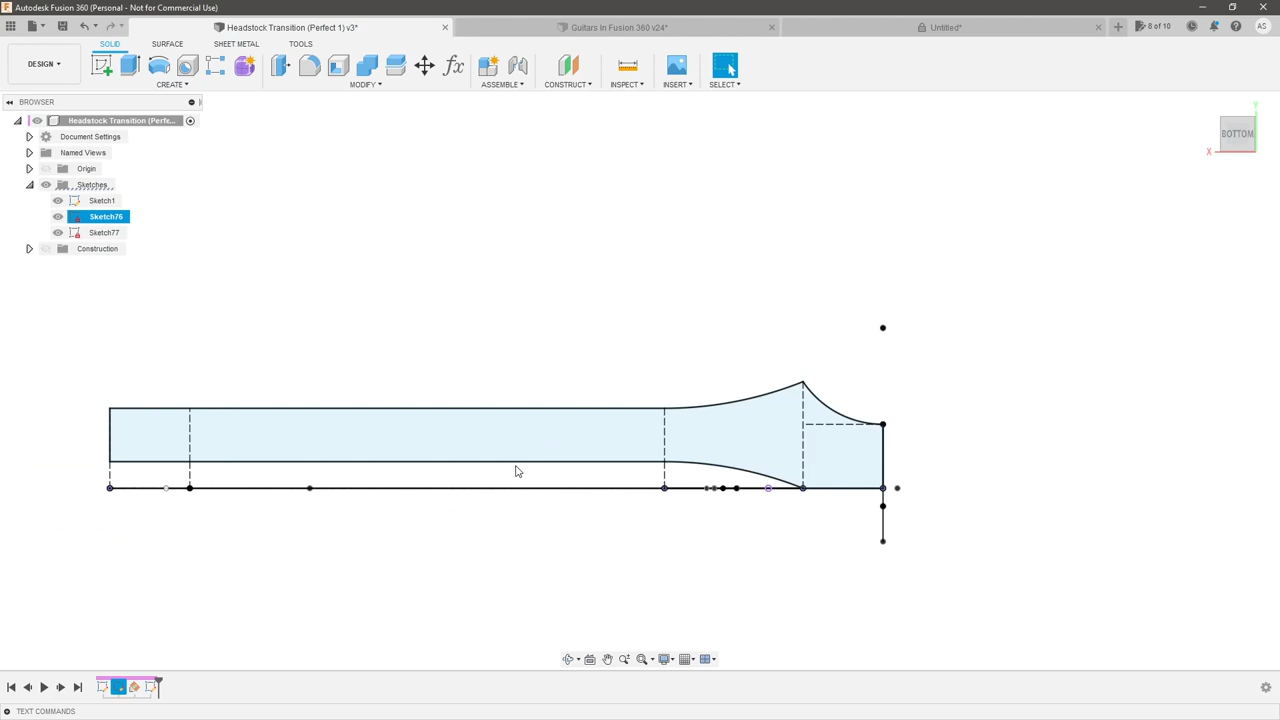 Autodesk Fusion 360 (Personal - Not for Commercial Use)
Headstock Transition (Perfect 1) v3*
Guitars In Fusion 360 v24*
Untitled*
8 of 10
AS
DESIGN
SOLID
SURFACE
SHEET METAL
TOOLS
CREATE
MODIFY
ASSEMBLE
CONSTRUCT
INSPECT
INSERT
SELECT
BROWSER
Headstock Transition (Perfe...
Document Settings
Named Views
Origin
Sketches
Sketch1
Sketch76
Sketch77
Construction
Y
BOTTOM
X
TEXT COMMANDS